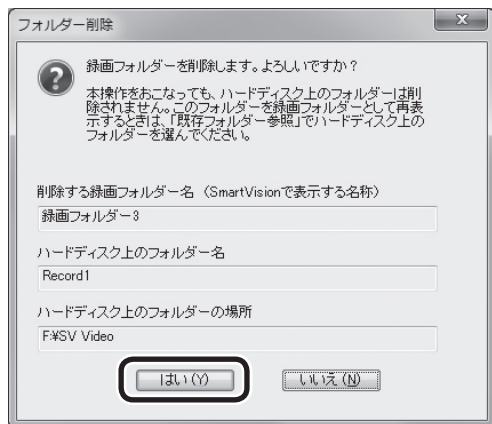 フォルダー削除
録画フォルダーを削除します。よろしいですか？
本操作をおこなっても、ハードディスク上のフォルダーは削
除されません。このフォルダーを録画フォルダーとして再表
示するときは、「既存フォルダー参照」でハードディスク上の
フォルダーを選んでください。
削除する録画フォルダー名 （SmartVisionで表示する名称）
録画フォルダー3
ハードディスク上のフォルダー名
Record1
ハードディスク上のフォルダーの場所
F:¥SV Video
はい(Y)
いいえ(N)